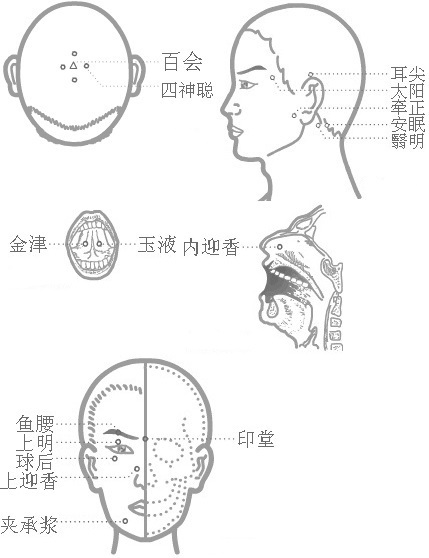 百会
四神聪
耳尖
太阳
牵正
安眠
翳明
金津
玉液
内迎香
鱼腰
上明
球后
上迎香
夹承浆
印堂